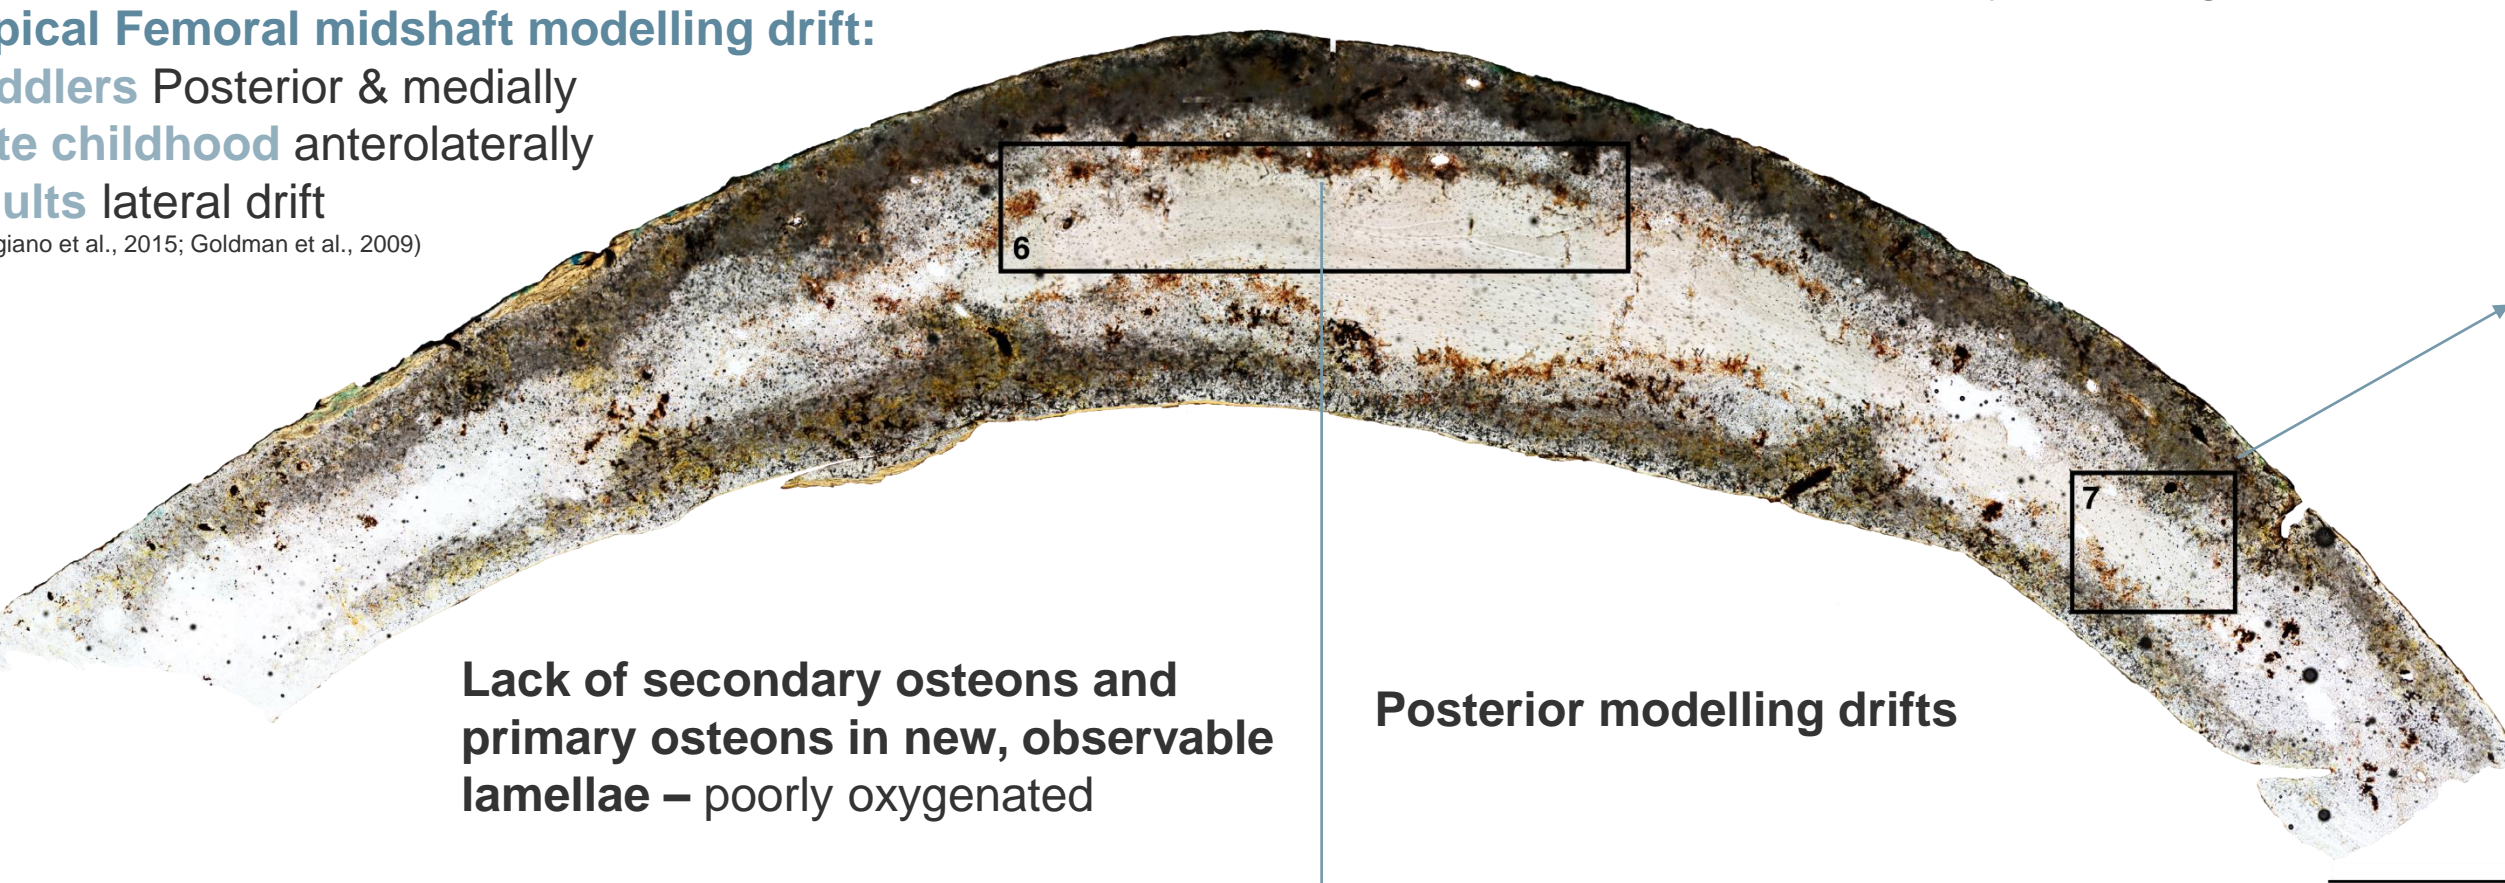 pical Femoral midshaft modelling drift:
ddlers Posterior & medially
te childhood anterolaterally
ults lateral drift
giano et al., 2015; Goldman et al., 2009)
6
7
Lack of secondary osteons and
primary osteons in new, observable
lamellae – poorly oxygenated
Posterior modelling drifts